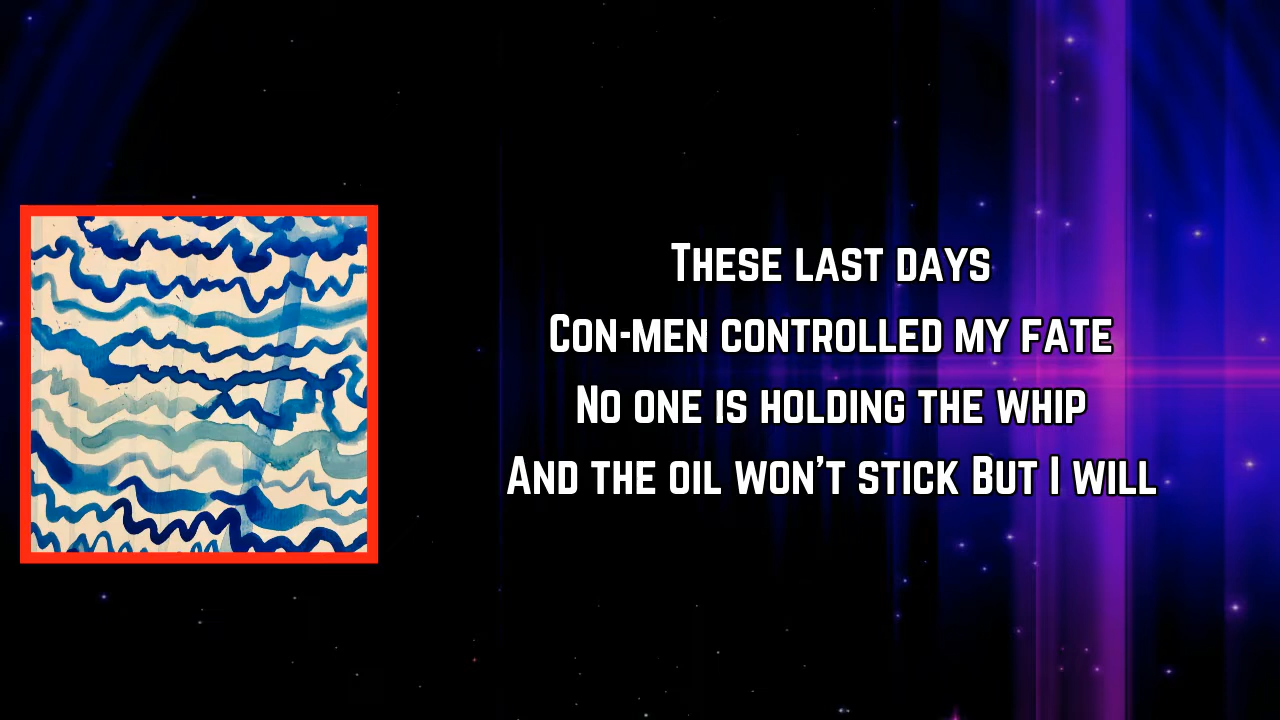 These last days
Con-men controlled my fate
No one is holding the whip
And the oil won't stick But I will